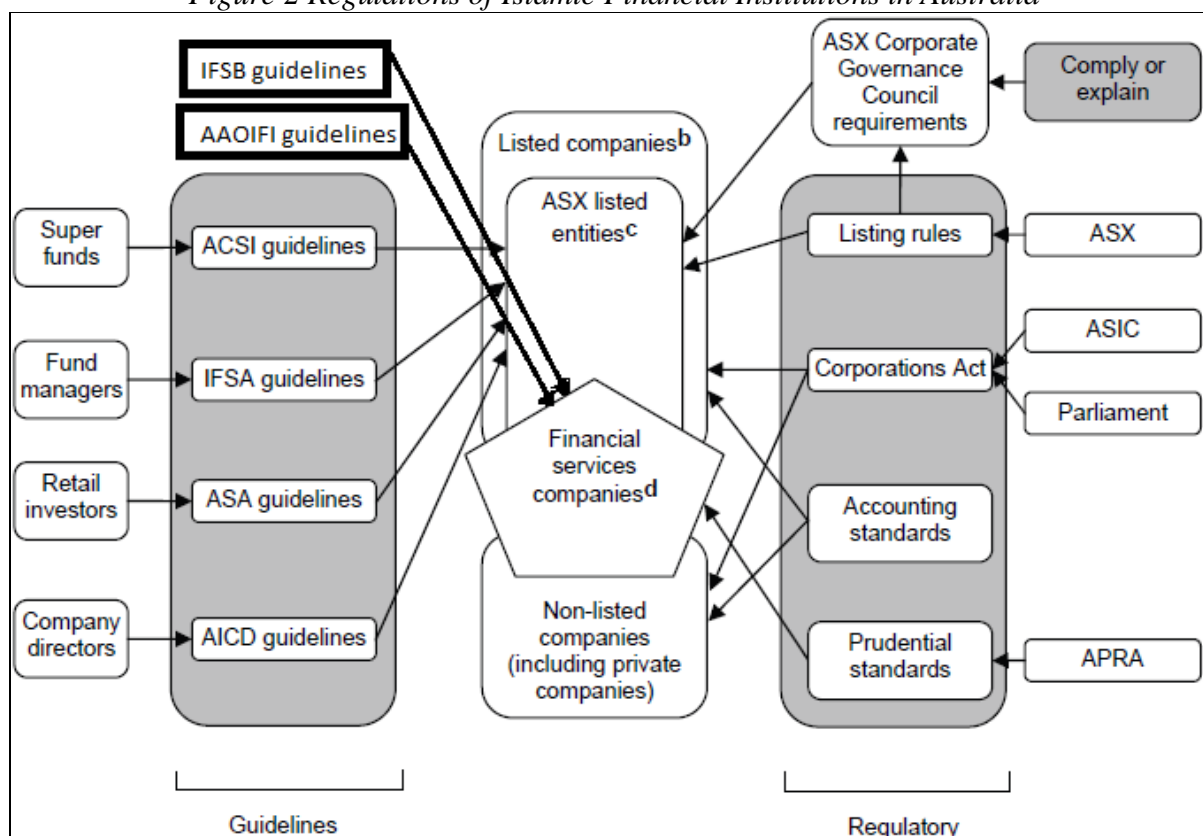 Figure 2 Regulations of Islamic Financial Institutions in Australia
IFSB guidelines
AAOIFI guidelines
Super
funds
Fund
managers
Retail
investors
Company
directors
ACSI guidelines
IFSA guidelines
ASA guidelines
AICD guidelines
Listed companiesb
ASX listed
entitiesc
Financial
services
companiesd
Non-listed
companies
(including private
companies)
ASX Corporate
Governance
Council
requirements
Comply or
explain
Listing rules
Corporations Act
Accounting
standards
Prudential
standards
ASX
ASIC
Parliament
APRA
Guidelines
Regulatory